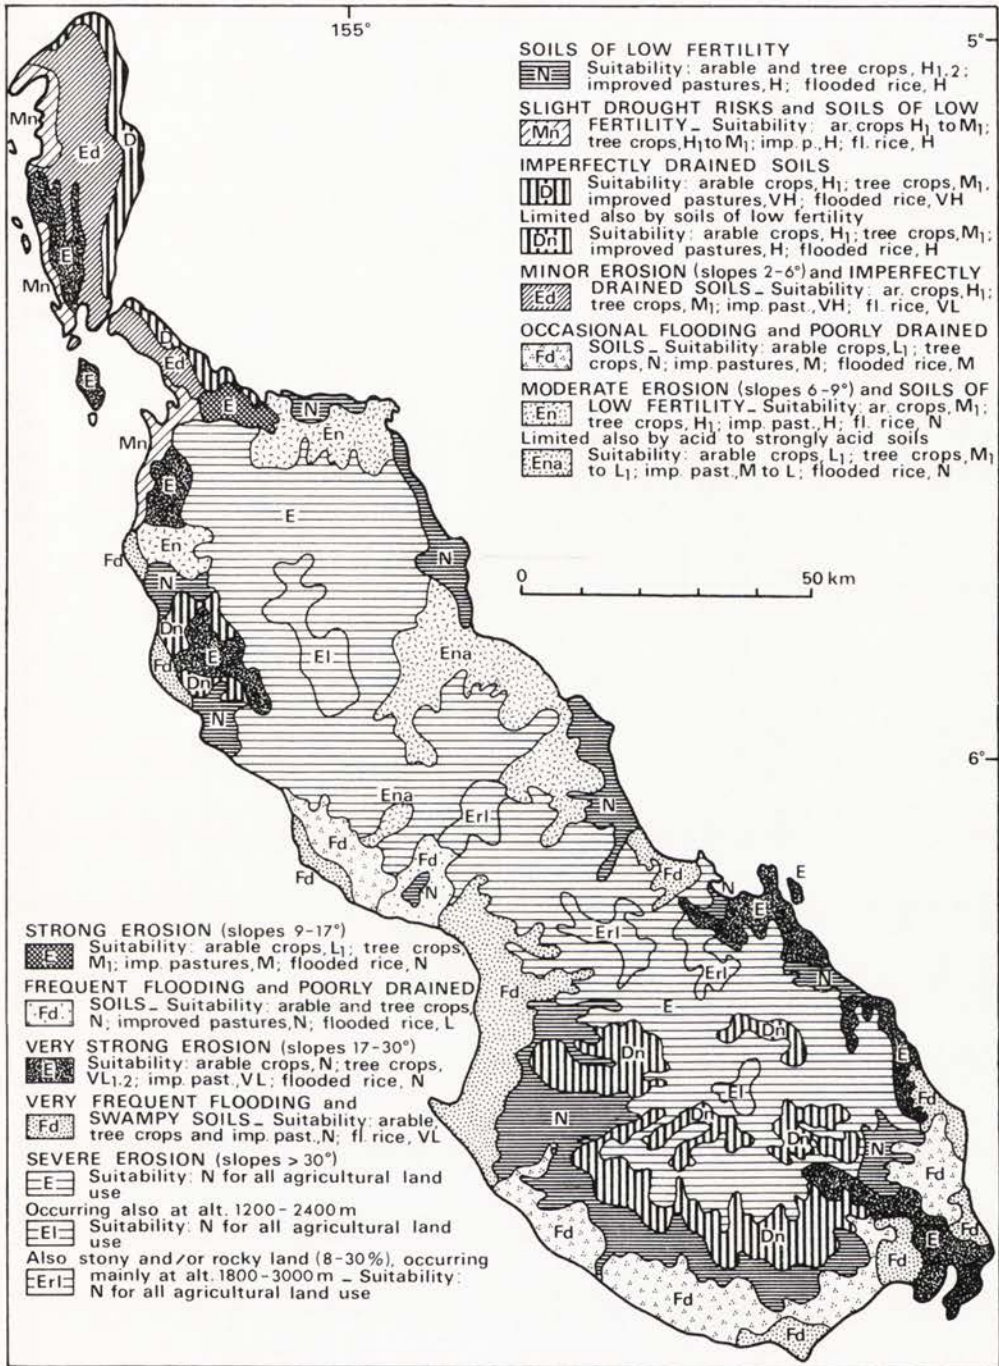 155°
5°
SOILS OF LOW FERTILITY
N Suitability: arable and tree crops, H1,2;
improved pastures, H; flooded rice, H
SLIGHT DROUGHT RISKS and SOILS OF LOW
Mn FERTILITY_ Suitability: ar. crops H1 to M1;
tree crops, H1 to M1; imp. p., H; fl. rice, H
IMPERFECTLY DRAINED SOILS
D Suitability: arable crops, H1; tree crops, M1,
improved pastures, VH; flooded rice, VH
Limited also by soils of low fertility
Dn Suitability: arable crops, H1; tree crops, M1;
improved pastures, H; flooded rice, H
MINOR EROSION (slopes 2-6°) and IMPERFECTLY
Ed DRAINED SOILS_ Suitability: ar. crops, H1;
tree crops, M1; imp. past., VH; fl. rice, VL
OCCASIONAL FLOODING and POORLY DRAINED
Fd SOILS_ Suitability: arable crops, L1; tree
crops, N; imp. pastures, M; flooded rice, M
MODERATE EROSION (slopes 6-9°) and SOILS OF
En LOW FERTILITY_ Suitability: ar. crops, M1;
tree crops, H1; imp. past., H; fl. rice, N
Limited also by acid to strongly acid soils
Ena Suitability: arable crops, L1; tree crops, M1
to L1; imp. past., M to L; flooded rice, N
Mn
D
Ed
E
Mn
D
Ed
E
E
N
En
Mn
E
E
En
Fd
N
N
0 50 km
Dn
E
El
Ena
Fd
Dn
N
6°
Ena
Erl
N
Fd
Fd
Fd
N
Fd
N
E
E
Erl
Erl
N
Fd
E
Dn
Dn
E
El
Fd
N
Dn
Dn
N
Fd
Fd
Dn
E
Fd
Fd
Fd
Fd
STRONG EROSION (slopes 9-17°)
E Suitability: arable crops, L1; tree crops,
M1; imp. pastures, M; flooded rice, N
FREQUENT FLOODING and POORLY DRAINED
Fd SOILS_ Suitability: arable and tree crops,
N; improved pastures, N; flooded rice, L
VERY STRONG EROSION (slopes 17-30°)
E Suitability: arable crops, N; tree crops,
VL1.2; imp. past., VL; flooded rice, N
VERY FREQUENT FLOODING and
Fd SWAMPY SOILS_ Suitability: arable,
tree crops and imp. past., N; fl. rice, VL
SEVERE EROSION (slopes > 30°)
E Suitability: N for all agricultural land
use
Occurring also at alt. 1200-2400 m
El Suitability: N for all agricultural land
use
Also stony and/or rocky land (8-30%), occurring
Erl mainly at alt. 1800-3000 m _ Suitability:
N for all agricultural land use